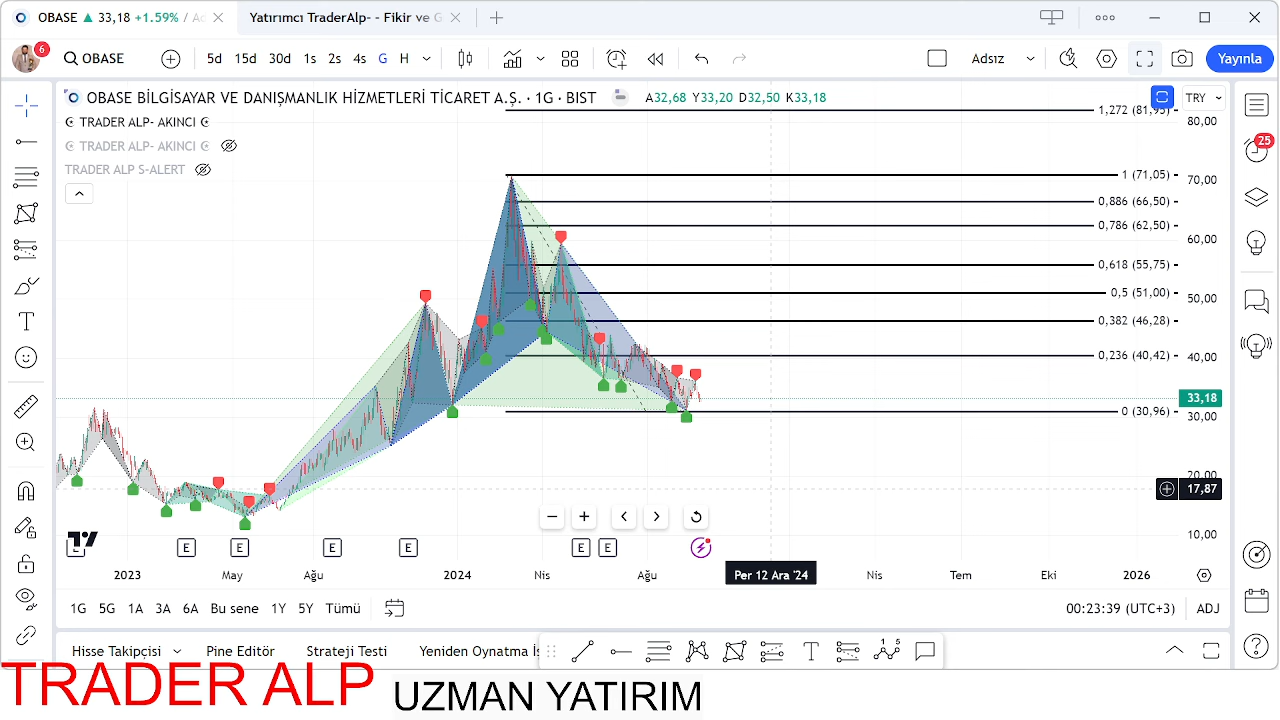 OBASE ▲ 33,18 +1.59% / Ad
Yatırımcı TraderAlp- - Fikir ve G
6
OBASE
5d 15d 30d 1s 2s 4s G H
Adsız
Yayınla
OBASE BİLGİSAYAR VE DANIŞMANLIK HİZMETLERİ TİCARET A.Ş. · 1G · BIST
A32,68 Y33,20 D32,50 K33,18
TRY
TRADER ALP- AKINCI
TRADER ALP- AKINCI
TRADER ALP S-ALERT
25
80,00
1 (71,05)
70,00
0,886 (66,50)
0,786 (62,50)
60,00
0,618 (55,75)
0,5 (51,00)
50,00
0,382 (46,28)
0,236 (40,42)
40,00
33,18
0 (30,96)
30,00
20,00
17,87
10,00
E E E E E E
2023 May Ağu 2024 Nis Ağu Per 12 Ara '24 Nis Tem Eki 2026
1G 5G 1A 3A 6A Bu sene 1Y 5Y Tümü
00:23:39 (UTC+3) ADJ
Hisse Takipçisi Pine Editör Strateji Testi Yeniden Oynatma
1 5
TRADER ALP UZMAN YATIRIM